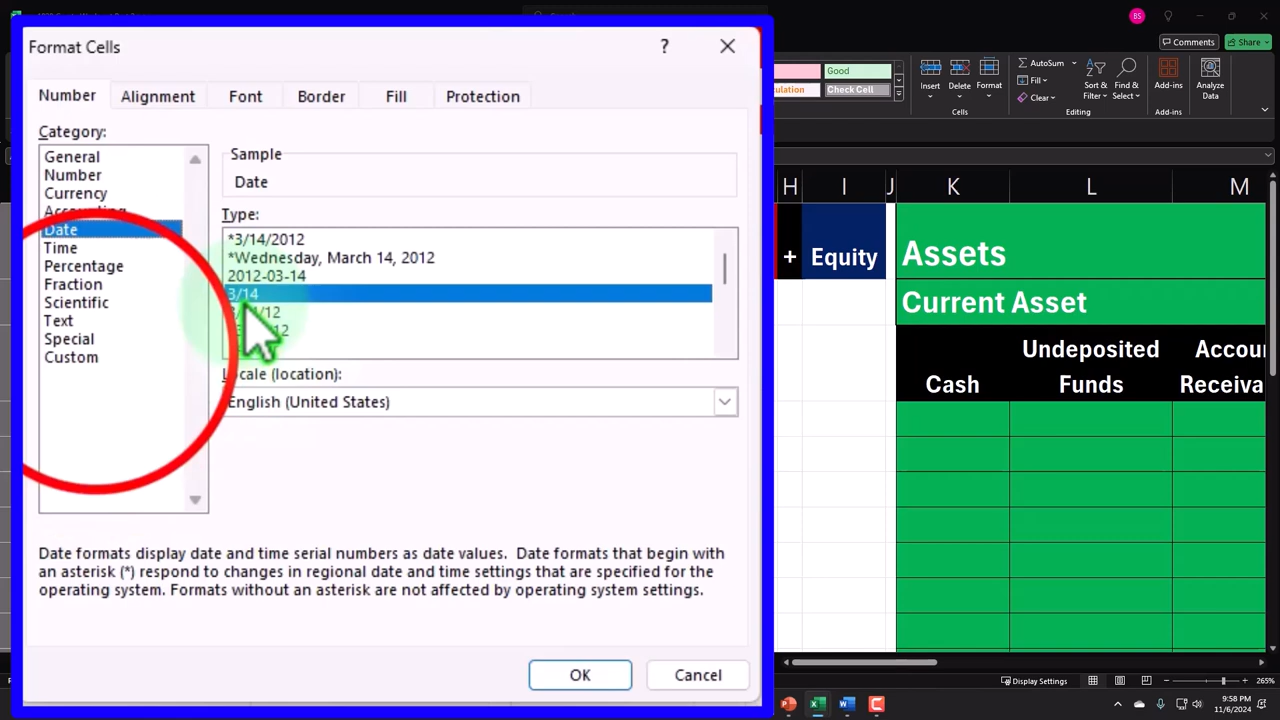 Format Cells
?
Number Alignment Font Border Fill Protection
Category:
General
Number
Currency
Accounting
Date
Time
Percentage
Fraction
Scientific
Text
Special
Custom
Sample
Date
Type:
*3/14/2012
*Wednesday, March 14, 2012
2012-03-14
3/14
Locale (location):
English (United States)
Date formats display date and time serial numbers as date values. Date formats that begin with
an asterisk (*) respond to changes in regional date and time settings that are specified for the
operating system. Formats without an asterisk are not affected by operating system settings.
OK Cancel
BS
Comments Share
Good
Check Cell
Insert Delete Format
Cells
AutoSum
Fill
Clear
Sort &
Filter
Find &
Select
Editing
Add-ins
Add-ins
Analyze
Data
H I J K L M
+ Equity
Assets
Current Asset
Cash
Undeposited
Funds
Display Settings
265%
9:58 PM
11/6/2024